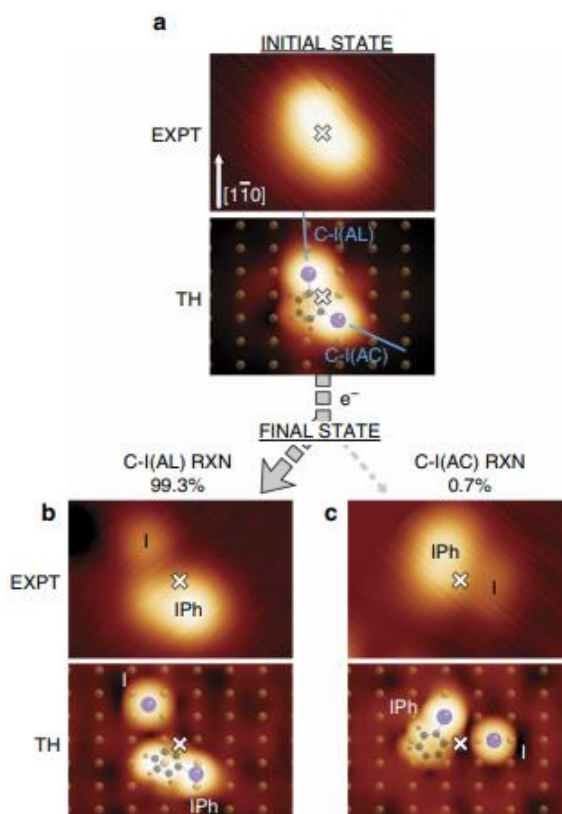 a
INITIAL STATE
EXPT
[11̄0]
C-I(AL)
TH
C-I(AC)
e⁻
FINAL STATE
C-I(AL) RXN
99.3%
C-I(AC) RXN
0.7%
b
c
EXPT
I
IPh
IPh
I
TH
I
IPh
IPh
I